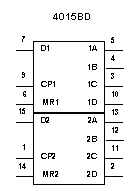 4015BD
7 D1 1A 5
1B 4
9 CP1 1C 3
6 MR1 1D 10
15 D2 2A 13
2B 12
1 CP2 2C 11
14 MR2 2D 2